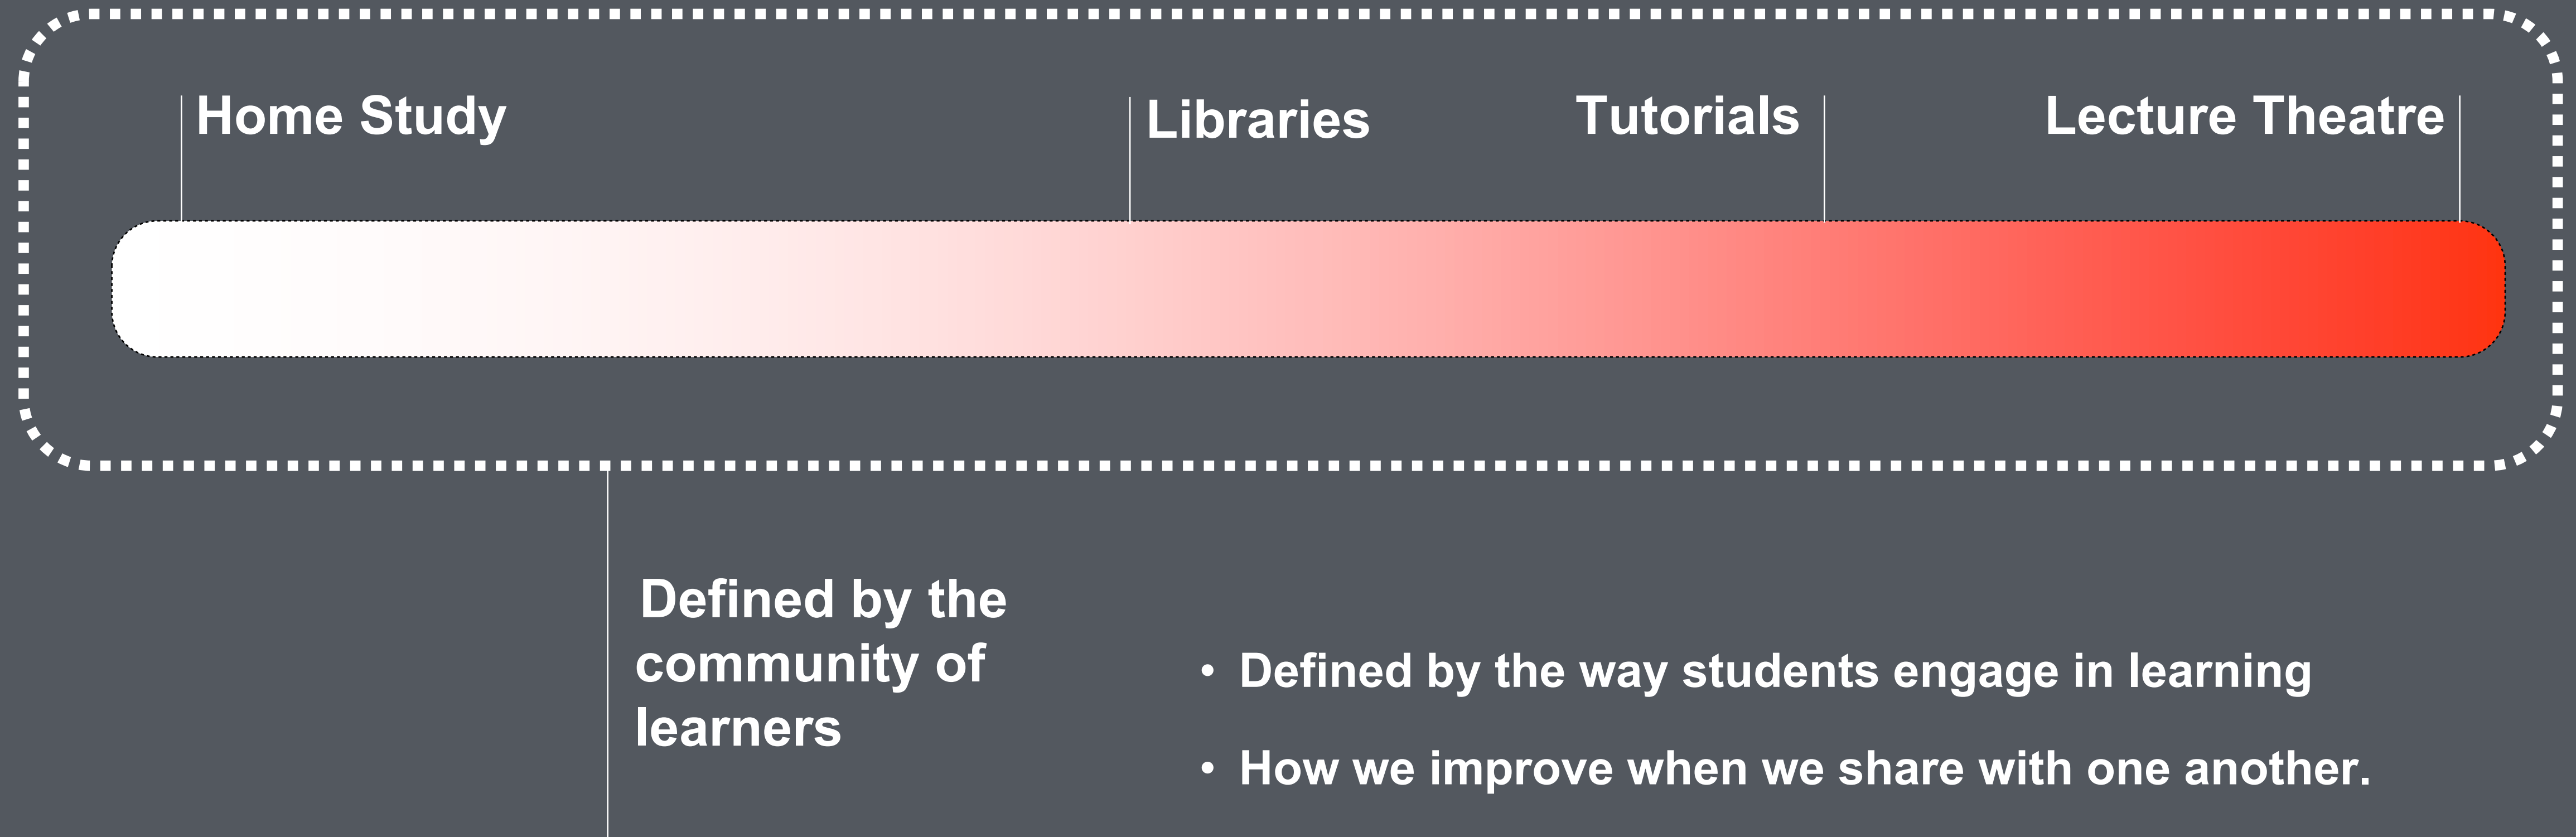 Home Study
Libraries
Tutorials
Lecture Theatre
Defined by the
community of
learners
• Defined by the way students engage in learning
• How we improve when we share with one another.